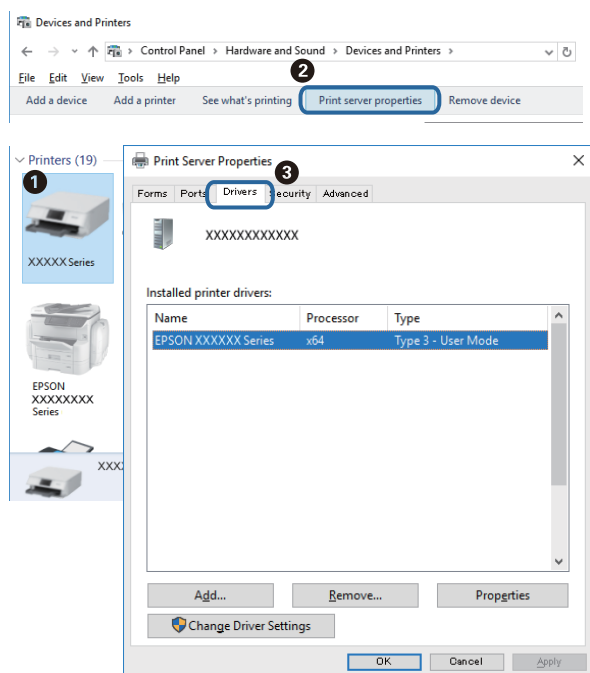 Devices and Printers
Control Panel > Hardware and Sound > Devices and Printers >
File Edit View Tools Help
2
Add a device Add a printer See what's printing Print server properties Remove device
Printers (19)
1
XXXXX Series
EPSON
XXXXXXXX
Series
XXX
Print Server Properties
3
Forms Ports Drivers Security Advanced
XXXXXXXXXXXX
Installed printer drivers:
Name Processor Type
EPSON XXXXXX Series x64 Type 3 - User Mode
Add... Remove... Properties
Change Driver Settings
OK Cancel Apply